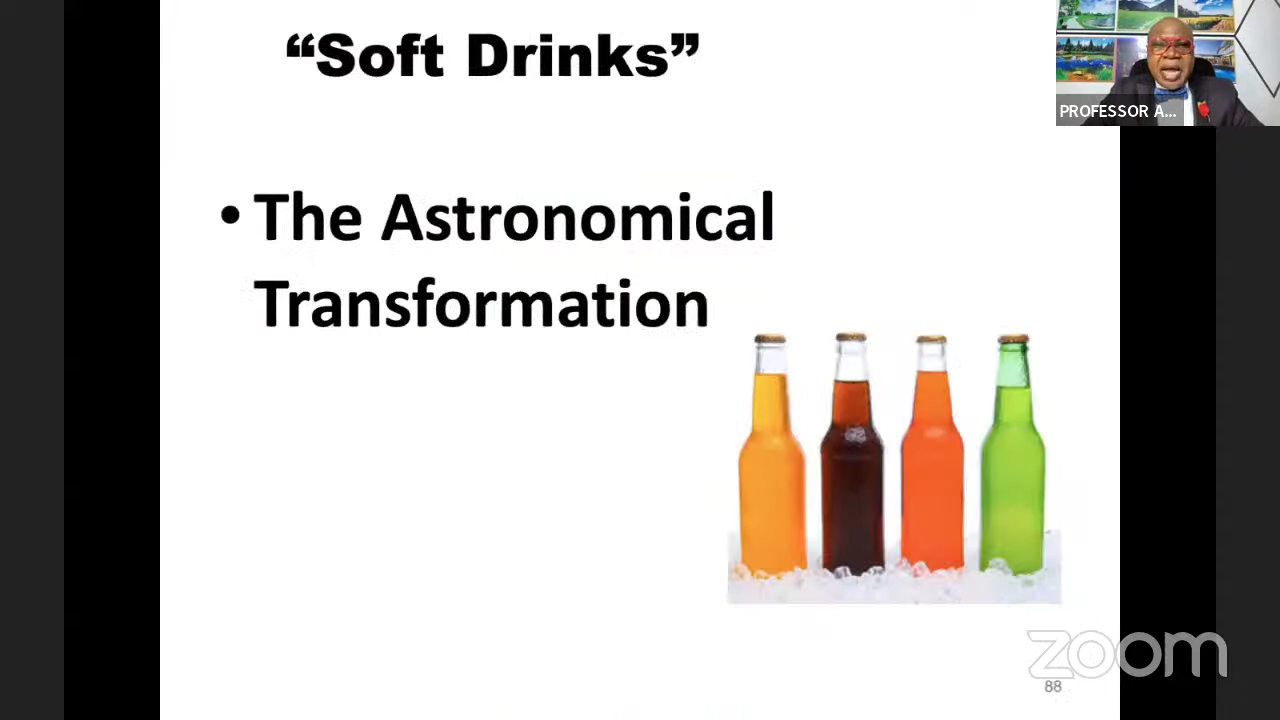 “Soft Drinks”
PROFESSOR A...
• The Astronomical
Transformation
zoom
88